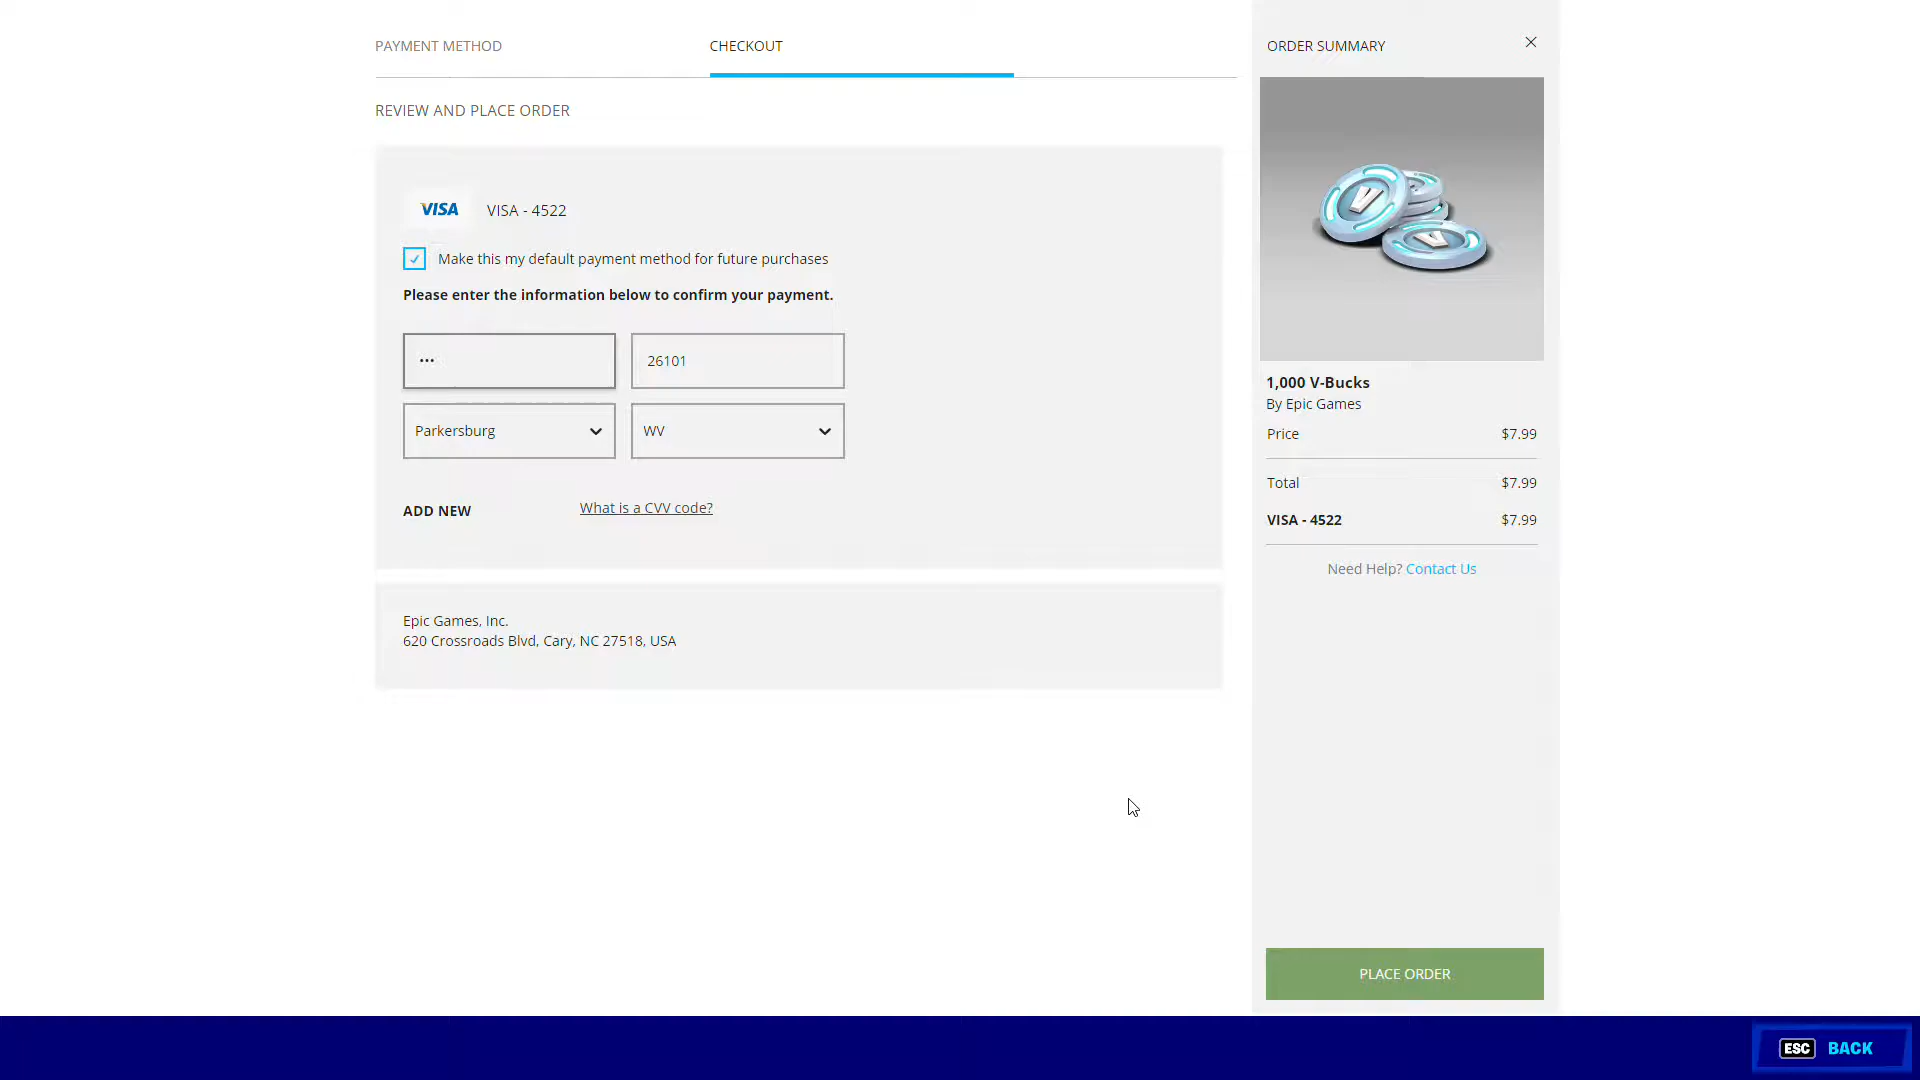 PAYMENT METHOD
CHECKOUT
REVIEW AND PLACE ORDER
VISA VISA - 4522
Make this my default payment method for future purchases
Please enter the information below to confirm your payment.
•••
26101
Parkersburg
WV
ADD NEW
What is a CVV code?
Epic Games, Inc.
620 Crossroads Blvd, Cary, NC 27518, USA
ORDER SUMMARY
1,000 V-Bucks
By Epic Games
Price $7.99
Total $7.99
VISA - 4522 $7.99
Need Help? Contact Us
PLACE ORDER
ESC BACK